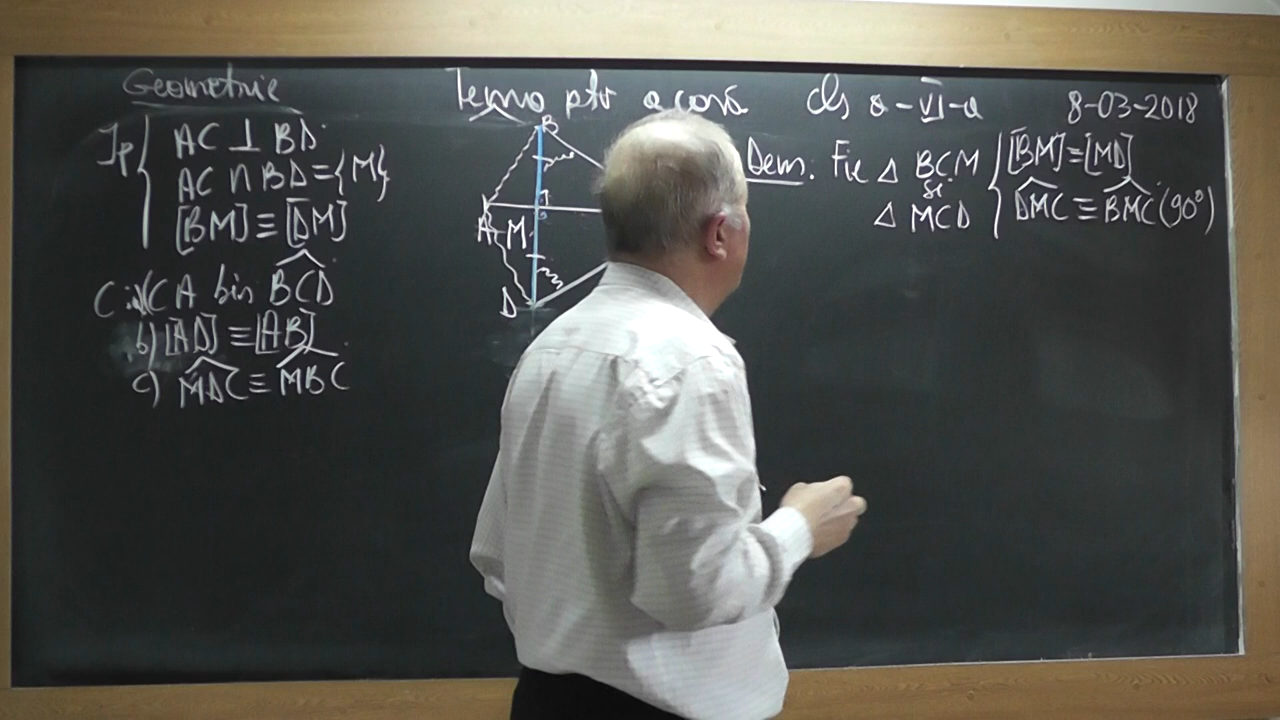 Geometrie
Tema ptr acasă cls a-VI-a 8-03-2018
Ip { AC ⊥ BD
AC ∩ BD = {M}
[BM] ≡ [DM]
CA bis BCD
b) [AD] ≡ [AB]
c) MDC ≡ MBC
B
A
M
D
Dem. Fie △ BCM
și
△ MCD
{ [BM] ≡ [MD]
DMC ≡ BMC (90°)